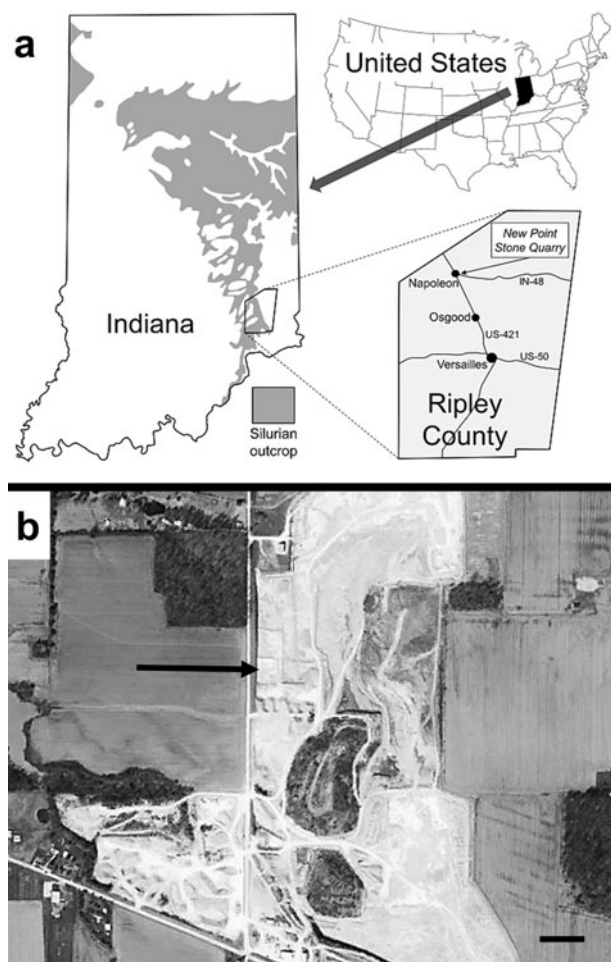 a
United States
Indiana
Silurian
outcrop
New Point
Stone Quarry
Napoleon
IN-48
Osgood
US-421
US-50
Versailles
Ripley
County
b